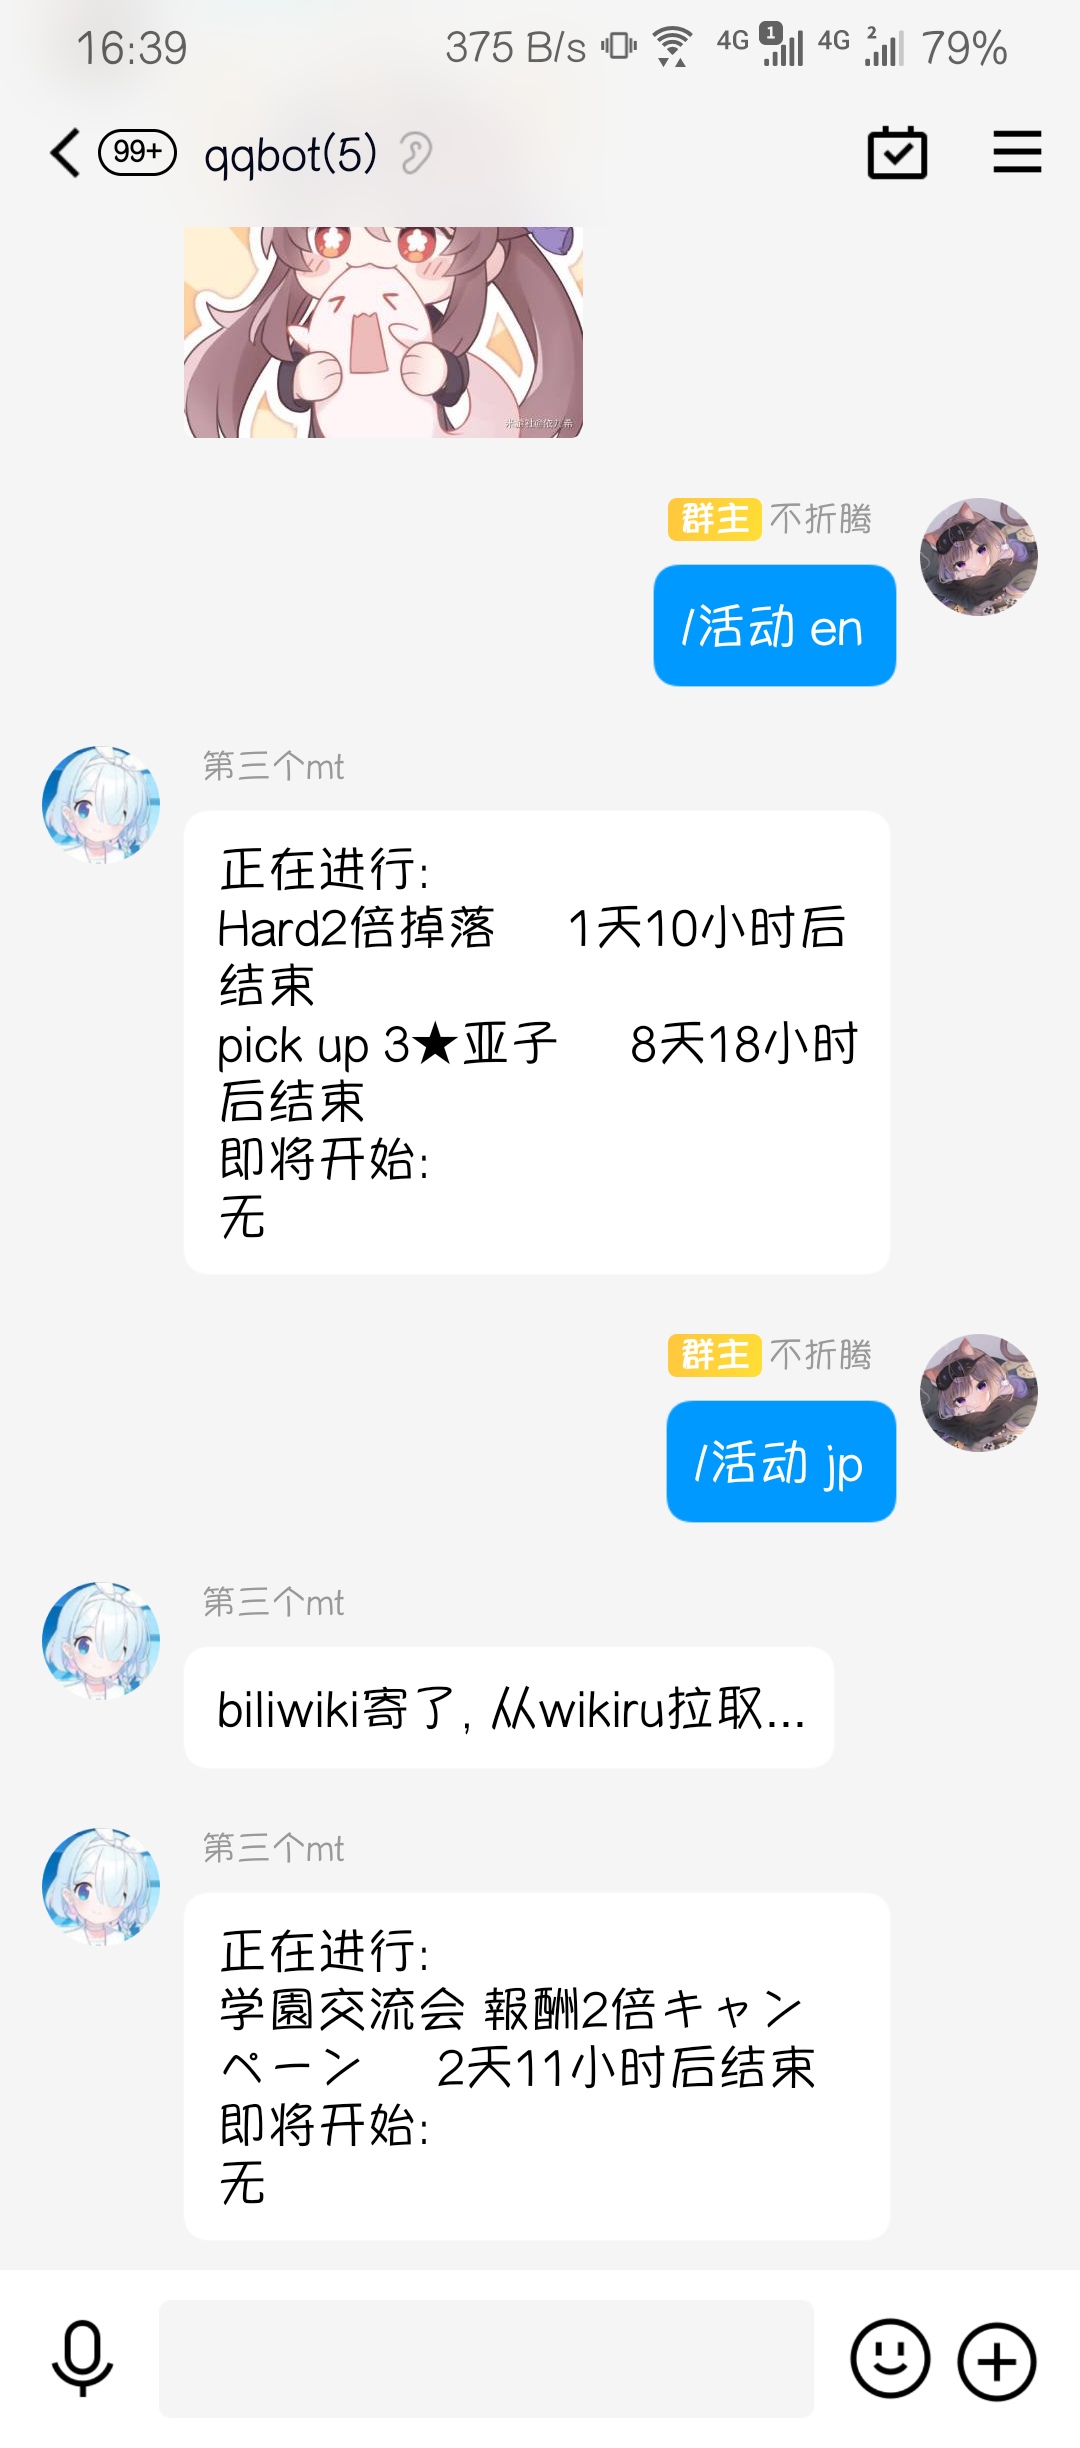 16:39
375 B/s 4G 1 4G 2 79%
99+ qqbot(5)
群主 不折腾
/活动 en
第三个mt
正在进行:
Hard2倍掉落 1天10小时后
结束
pick up 3★亚子 8天18小时
后结束
即将开始:
无
群主 不折腾
/活动 jp
第三个mt
biliwiki寄了, 从wikiru拉取...
第三个mt
正在进行:
学園交流会 報酬2倍キャン
ペーン 2天11小时后结束
即将开始:
无